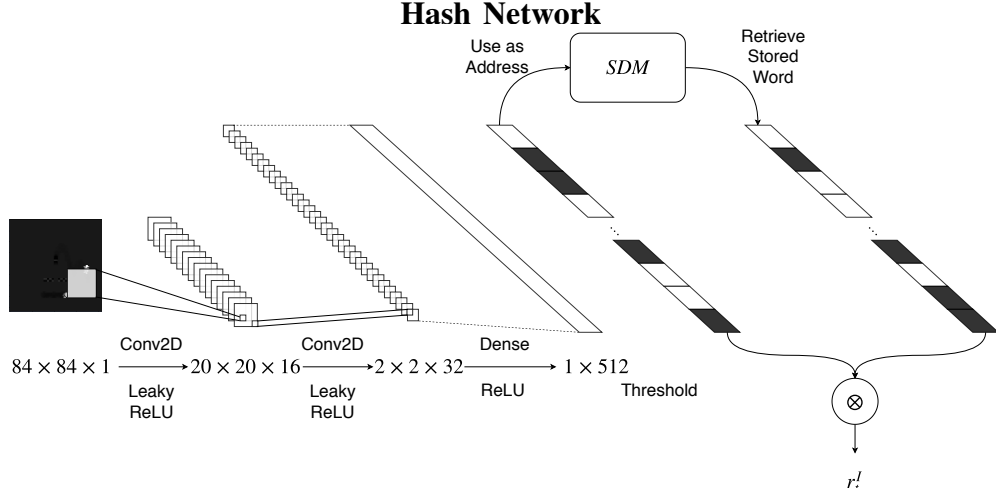 Hash Network
Use as
Address
SDM
Retrieve
Stored
Word
Conv2D
Conv2D
Dense
84 × 84 × 1
20 × 20 × 16
2 × 2 × 32
1 × 512
Leaky
ReLU
Leaky
ReLU
ReLU
Threshold
⊗